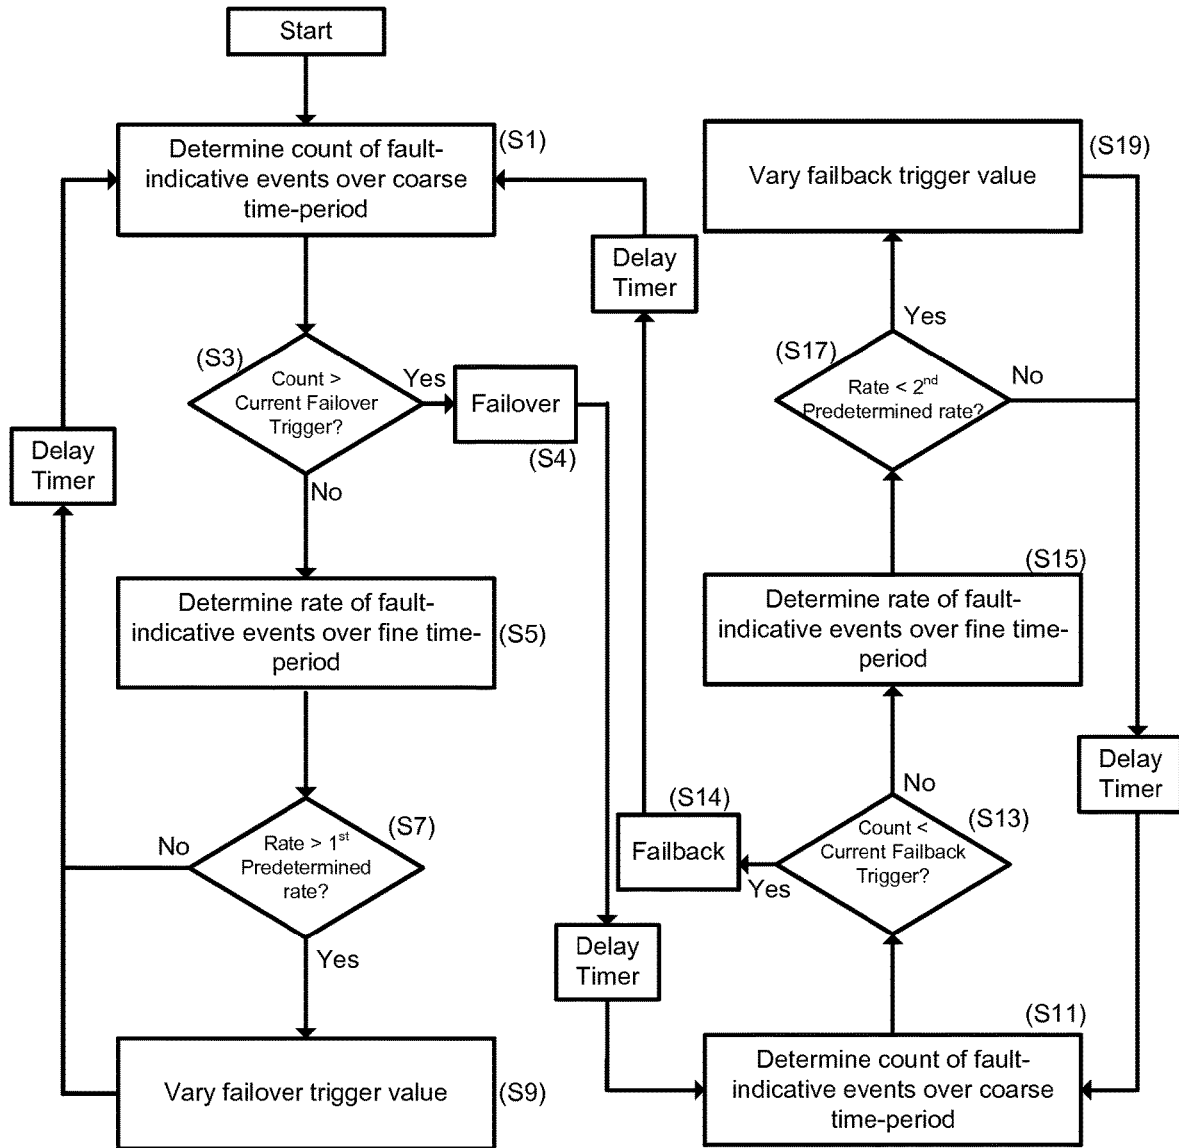 Start
Determine count of fault-
indicative events over coarse
time-period
(S1)
(S3)
Count >
Current Failover
Trigger?
Yes
Failover
(S4)
No
Delay
Timer
Determine rate of fault-
indicative events over fine time-
period
(S5)
Rate > 1st
Predetermined
rate?
(S7)
No
Yes
Vary failover trigger value
(S9)
Delay
Timer
Delay
Timer
Vary failback trigger value
(S19)
Yes
(S17)
Rate < 2nd
Predetermined rate?
No
(S15)
Determine rate of fault-
indicative events over fine time-
period
Delay
Timer
No
(S14)
Failback
Yes
Count <
Current Failback
Trigger?
(S13)
(S11)
Determine count of fault-
indicative events over coarse
time-period